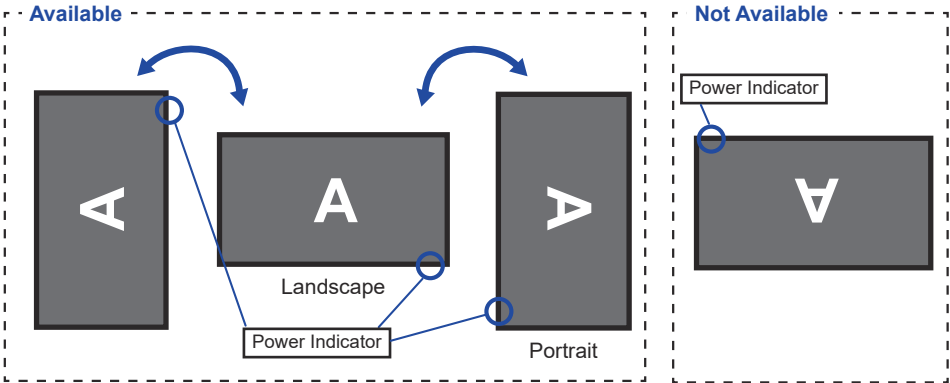 Available
A
A
A
Landscape
Power Indicator
Portrait
Not Available
Power Indicator
A